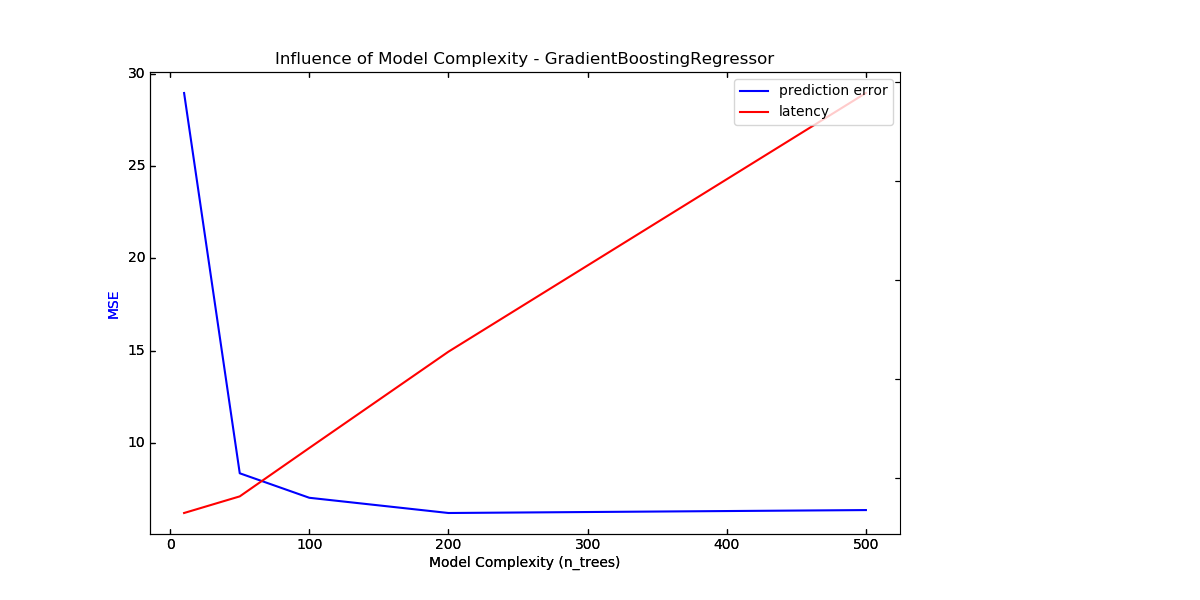 Influence of Model Complexity - GradientBoostingRegressor
prediction error
latency
30
25
20
15
10
MSE
0 100 200 300 400 500
Model Complexity (n_trees)